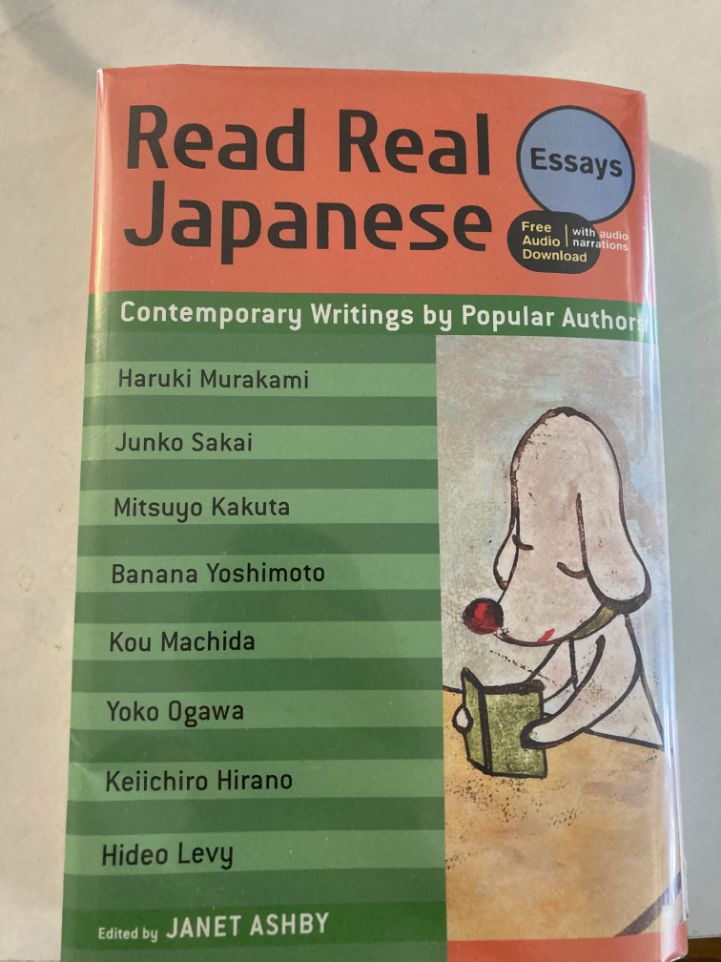 Read Real
Japanese
Essays
Free
Audio
Download
with audio
narrations
Contemporary Writings by Popular Authors
Haruki Murakami
Junko Sakai
Mitsuyo Kakuta
Banana Yoshimoto
Kou Machida
Yoko Ogawa
Keiichiro Hirano
Hideo Levy
Edited by JANET ASHBY